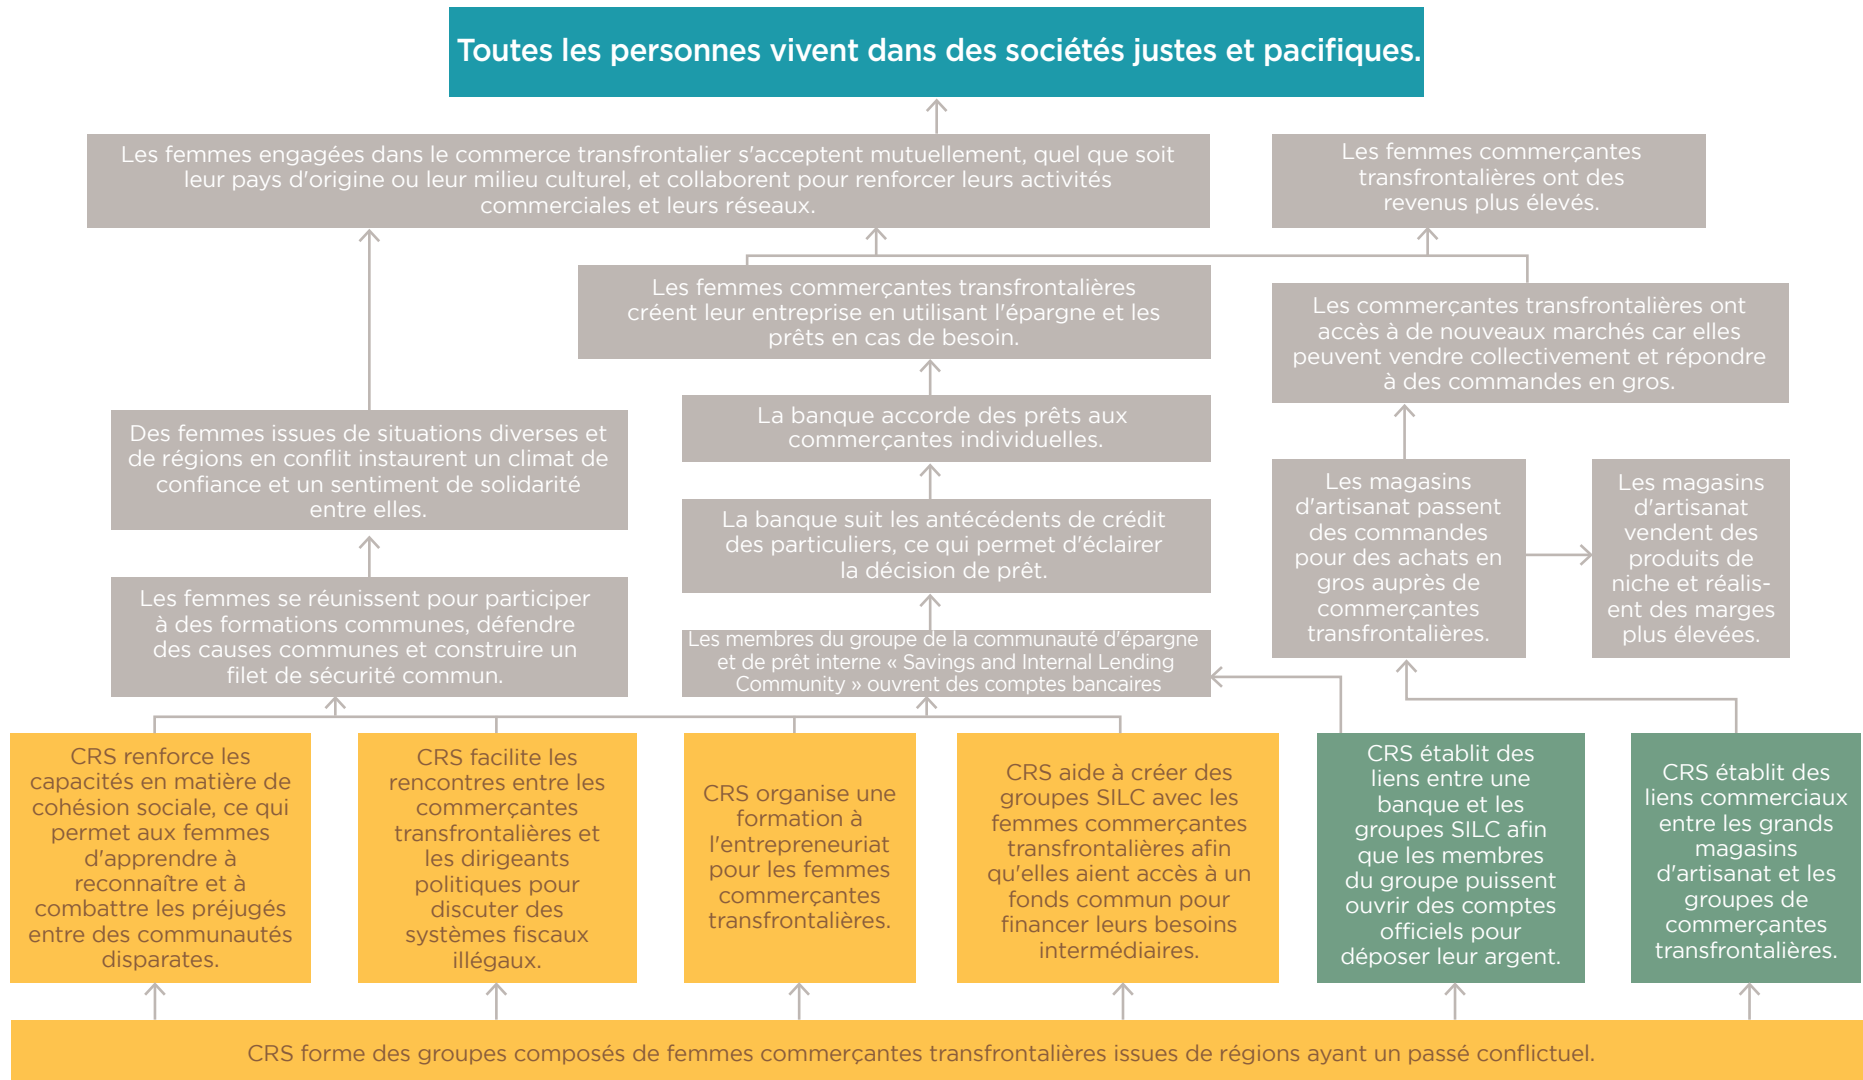 Toutes les personnes vivent dans des sociétés justes et pacifiques.
Les femmes engagées dans le commerce transfrontalier s'acceptent mutuellement, quel que soit
leur pays d'origine ou leur milieu culturel, et collaborent pour renforcer leurs activités
commerciales et leurs réseaux.
Les femmes commerçantes
transfrontalières ont des
revenus plus élevés.
Les femmes commerçantes transfrontalières
créent leur entreprise en utilisant l'épargne et les
prêts en cas de besoin.
Les commerçantes transfrontalières ont
accès à de nouveaux marchés car elles
peuvent vendre collectivement et répondre
à des commandes en gros.
La banque accorde des prêts aux
commerçantes individuelles.
Des femmes issues de situations diverses et
de régions en conflit instaurent un climat de
confiance et un sentiment de solidarité
entre elles.
La banque suit les antécédents de crédit
des particuliers, ce qui permet d'éclairer
la décision de prêt.
Les magasins
d'artisanat passent
des commandes
pour des achats en
gros auprès de
commerçantes
transfrontalières.
Les magasins
d'artisanat
vendent des
produits de
niche et réalis-
ent des marges
plus élevées.
Les femmes se réunissent pour participer
à des formations communes, défendre
des causes communes et construire un
filet de sécurité commun.
Les membres du groupe de la communauté d'épargne
et de prêt interne « Savings and Internal Lending
Community » ouvrent des comptes bancaires
CRS renforce les
capacités en matière de
cohésion sociale, ce qui
permet aux femmes
d'apprendre à
reconnaître et à
combattre les préjugés
entre des communautés
disparates.
CRS facilite les
rencontres entre les
commerçantes
transfrontalières et
les dirigeants
politiques pour
discuter des
systèmes fiscaux
illégaux.
CRS organise une
formation à
l'entrepreneuriat
pour les femmes
commerçantes
transfrontalières.
CRS aide à créer des
groupes SILC avec les
femmes commerçantes
transfrontalières afin
qu'elles aient accès à un
fonds commun pour
financer leurs besoins
intermédiaires.
CRS établit des
liens entre une
banque et les
groupes SILC afin
que les membres
du groupe puissent
ouvrir des comptes
officiels pour
déposer leur argent.
CRS établit des
liens commerciaux
entre les grands
magasins
d'artisanat et les
groupes de
commerçantes
transfrontalières.
CRS forme des groupes composés de femmes commerçantes transfrontalières issues de régions ayant un passé conflictuel.